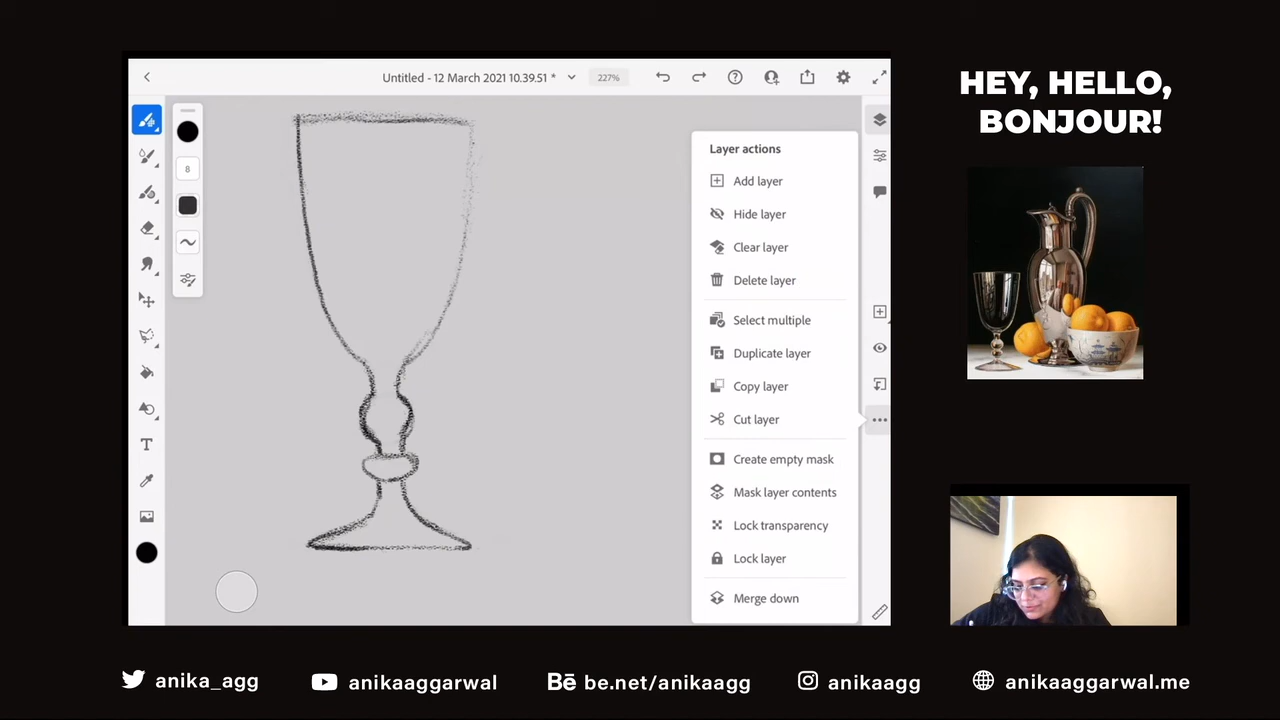 Untitled - 12 March 2021 10.39.51 *
227%
HEY, HELLO,
BONJOUR!
8
Layer actions
Add layer
Hide layer
Clear layer
Delete layer
Select multiple
Duplicate layer
Copy layer
Cut layer
Create empty mask
Mask layer contents
Lock transparency
Lock layer
Merge down
anika_agg
anikaaggarwal
Bē be.net/anikaagg
anikaagg
anikaaggarwal.me